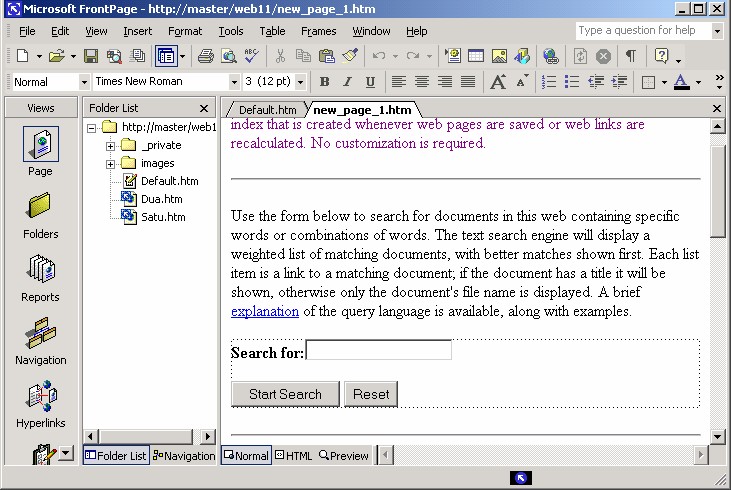 Microsoft FrontPage - http://master/web11/new_page_1.htm
File Edit View Insert Format Tools Table Frames Window Help
Type a question for help
Normal Times New Roman 3 (12 pt) B I U A A A
Views
Page
Folders
Reports
Navigation
Hyperlinks
Folder List
http://master/web1
_private
images
Default.htm
Dua.htm
Satu.htm
Default.htm new_page_1.htm
index that is created whenever web pages are saved or web links are
recalculated. No customization is required.
Use the form below to search for documents in this web containing specific
words or combinations of words. The text search engine will display a
weighted list of matching documents, with better matches shown first. Each list
item is a link to a matching document; if the document has a title it will be
shown, otherwise only the document's file name is displayed. A brief
explanation of the query language is available, along with examples.
Search for:
Start Search Reset
Folder List Navigation
Normal HTML Preview